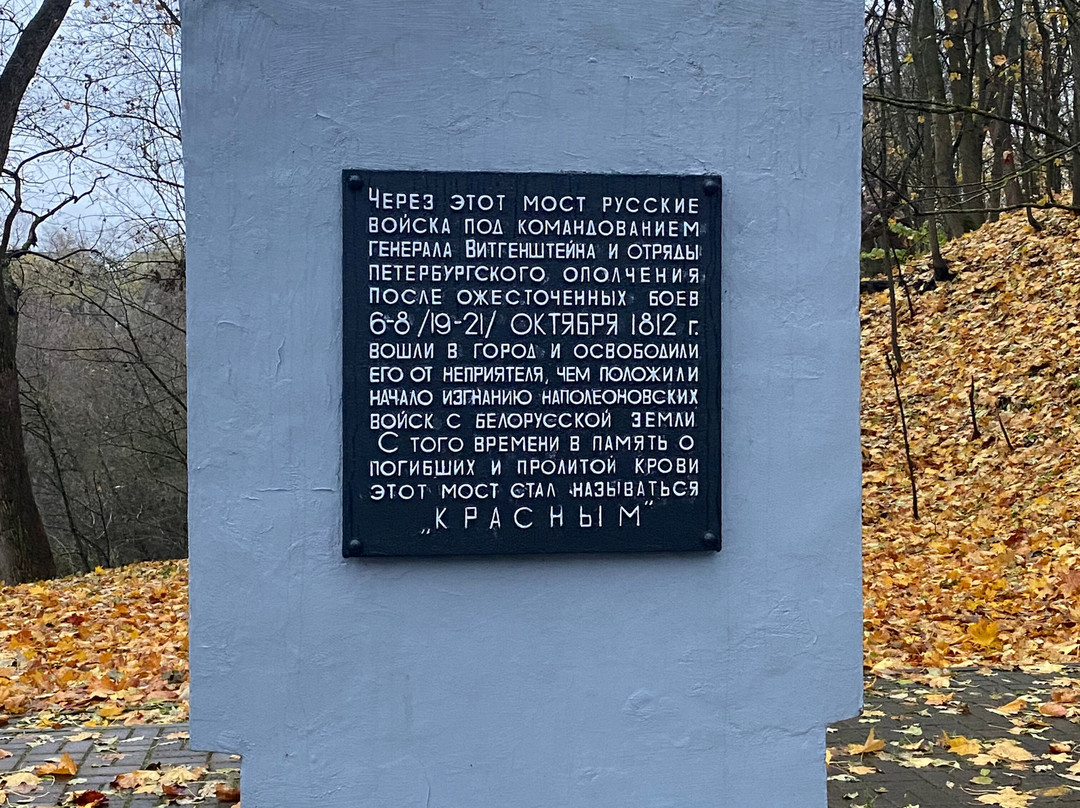 Через этот мост русские
войска под командованием
генерала Витгенштейна и отряды
петербургского ополчения
после ожесточенных боев
6-8 /19-21/ октября 1812 г.
вошли в город и освободили
его от неприятеля, чем положили
начало изгнанию наполеоновских
войск с белорусской земли.
С того времени в память о
погибших и пролитой крови
этот мост стал называться
„КРАСНЫМ"